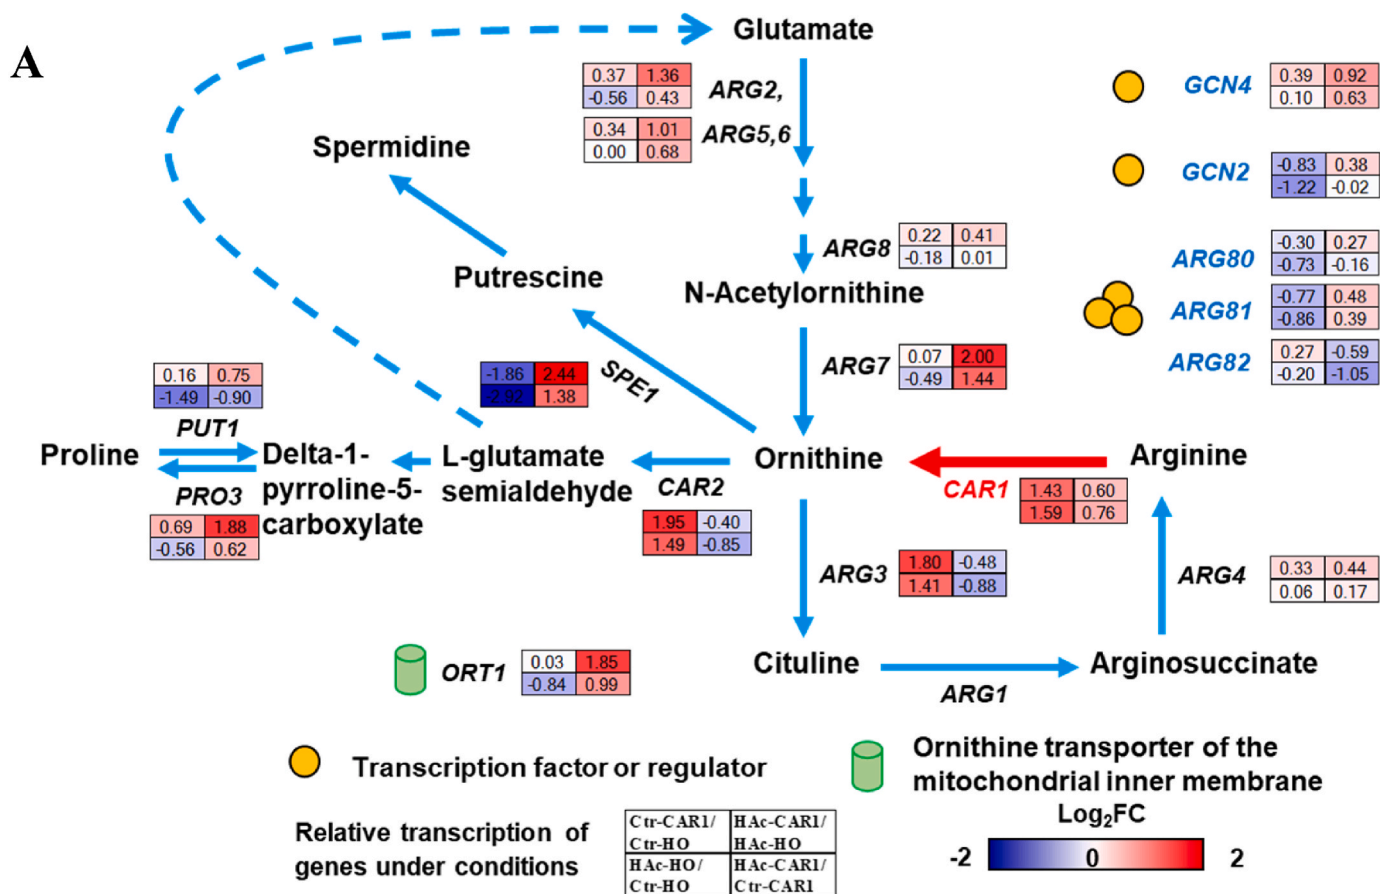 A
Glutamate
0.37 1.36
-0.56 0.43
ARG2,
0.34 1.01
0.00 0.68
ARG5,6
GCN4
0.39 0.92
0.10 0.63
Spermidine
GCN2
-0.83 0.38
-1.22 -0.02
ARG8
0.22 0.41
-0.18 0.01
ARG80
-0.30 0.27
-0.73 -0.16
Putrescine
N-Acetylornithine
ARG81
-0.77 0.48
-0.86 0.39
ARG7
0.07 2.00
-0.49 1.44
ARG82
0.27 -0.59
-0.20 -1.05
-1.86 2.44
-2.92 1.38
SPE1
0.16 0.75
-1.49 -0.90
PUT1
Proline
Delta-1-
pyrroline-5-
carboxylate
L-glutamate
semialdehyde
Ornithine
Arginine
PRO3
0.69 1.88
-0.56 0.62
CAR2
1.95 -0.40
1.49 -0.85
CAR1
1.43 0.60
1.59 0.76
ARG3
1.80 -0.48
1.41 -0.88
ARG4
0.33 0.44
0.06 0.17
ORT1
0.03 1.85
-0.84 0.99
Cituline
Arginosuccinate
ARG1
Transcription factor or regulator
Ornithine transporter of the
mitochondrial inner membrane
Relative transcription of
genes under conditions
Ctr-CAR1/
Ctr-HO
HAc-CAR1/
HAc-HO
HAc-HO/
Ctr-HO
HAc-CAR1/
Ctr-CAR1
Log2FC
-2 0 2